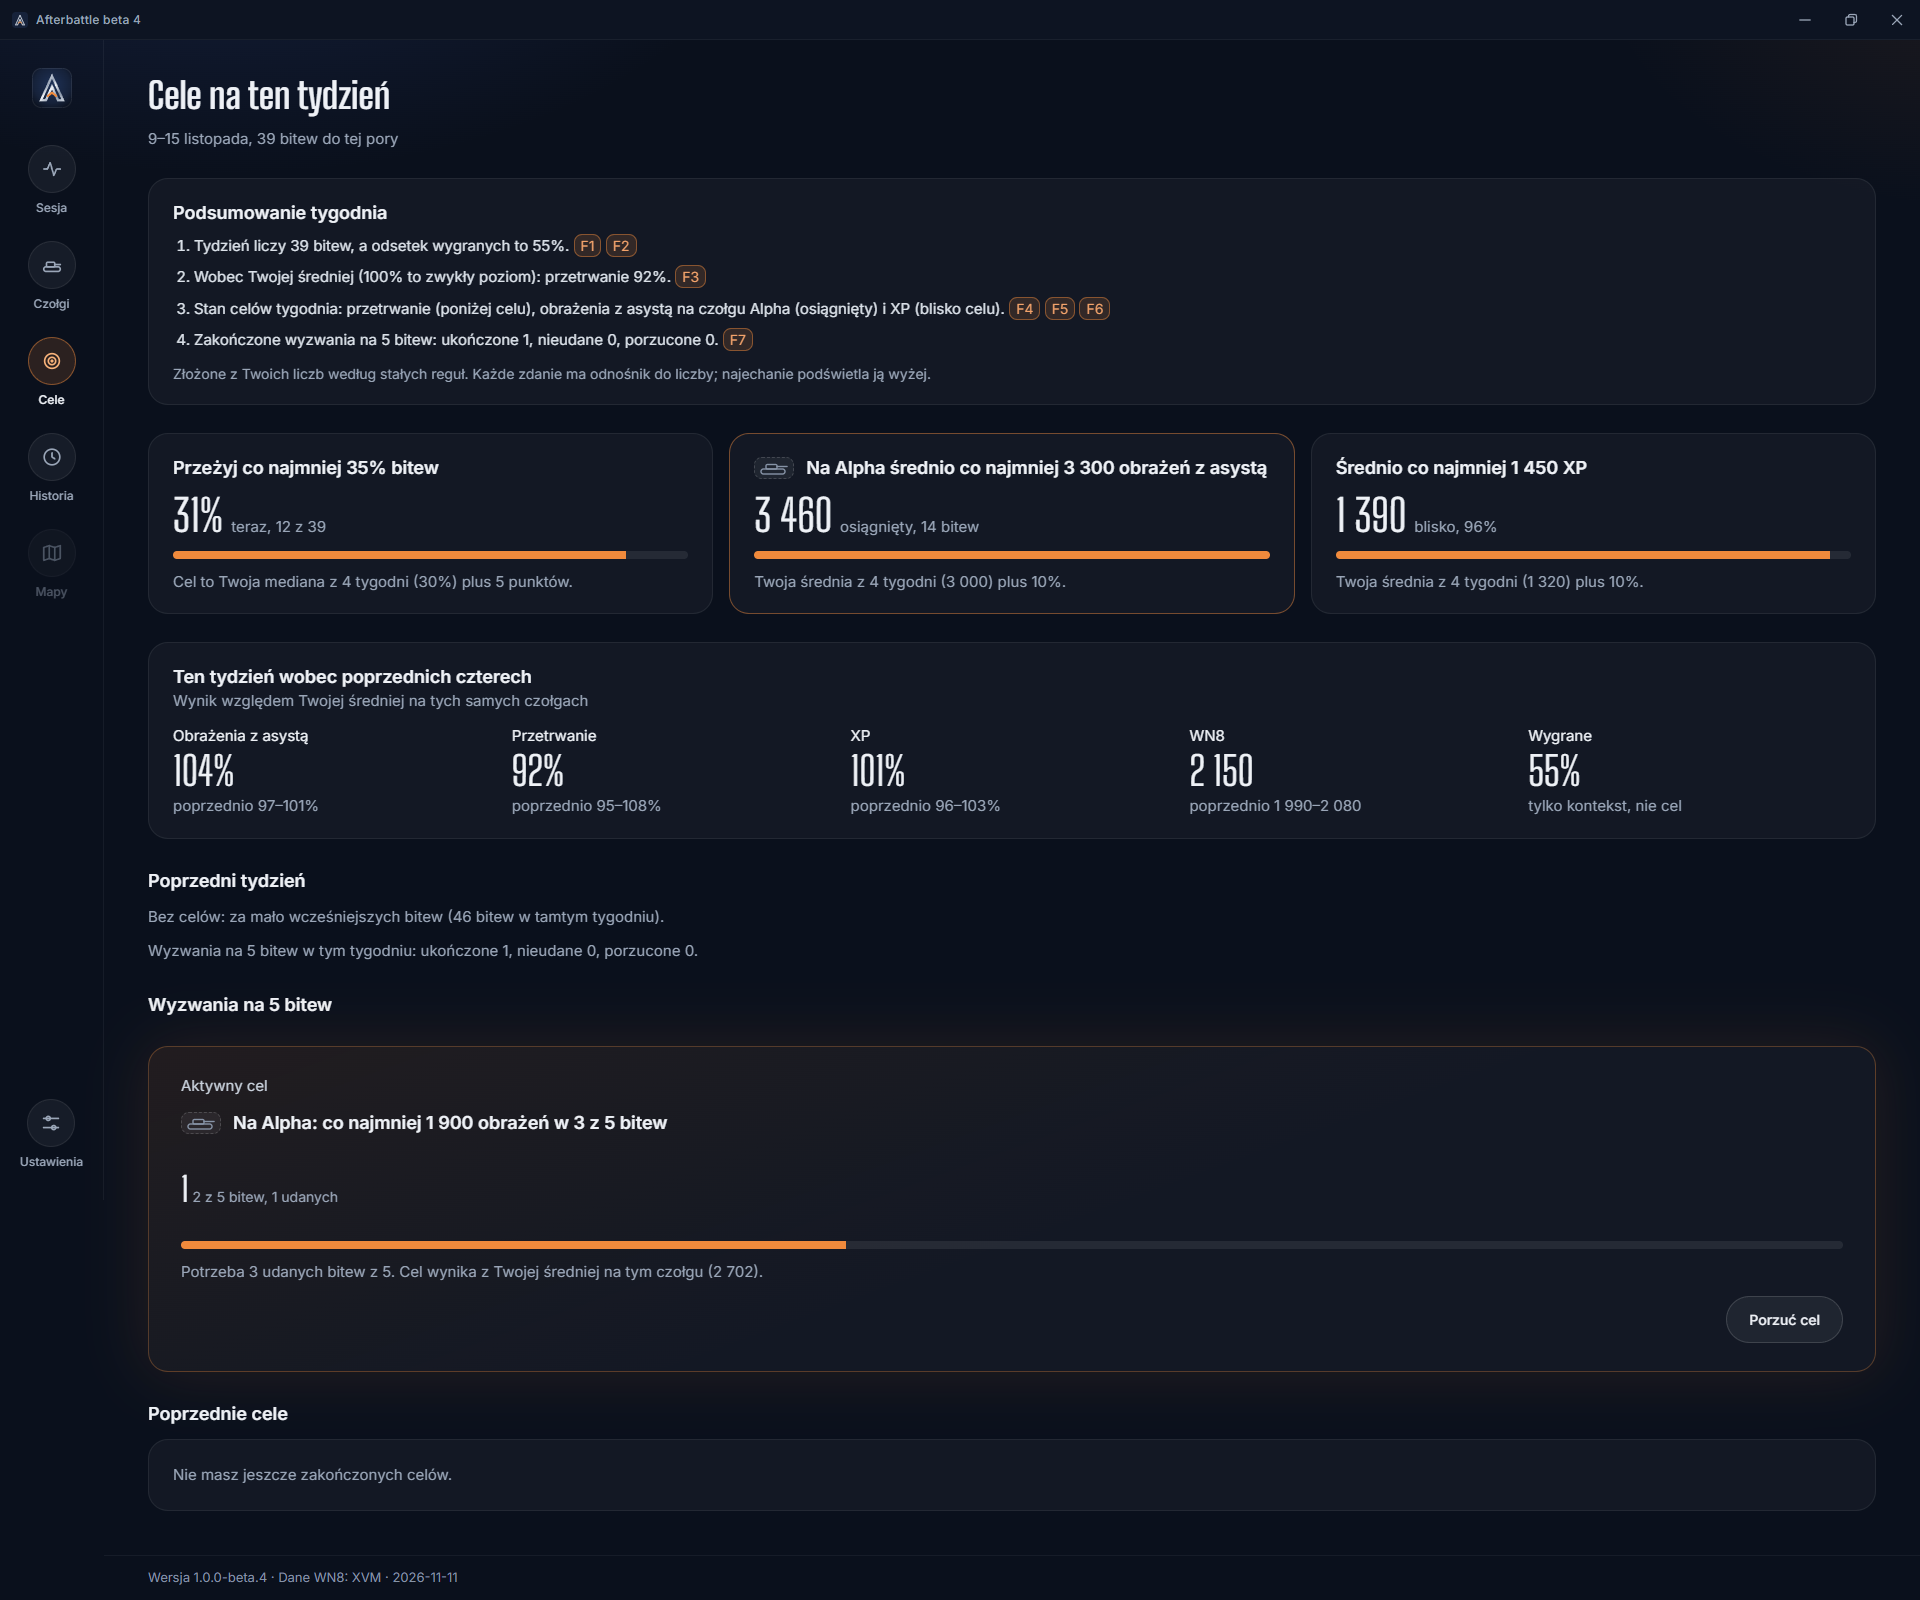 Afterbattle beta 4
Cele na ten tydzień
9–15 listopada, 39 bitew do tej pory
Sesja
Czołgi
Cele
Historia
Mapy
Ustawienia
Podsumowanie tygodnia
1. Tydzień liczy 39 bitew, a odsetek wygranych to 55%. F1 F2
2. Wobec Twojej średniej (100% to zwykły poziom): przetrwanie 92%. F3
3. Stan celów tygodnia: przetrwanie (poniżej celu), obrażenia z asystą na czołgu Alpha (osiągnięty) i XP (blisko celu). F4 F5 F6
4. Zakończone wyzwania na 5 bitew: ukończone 1, nieudane 0, porzucone 0. F7
Złożone z Twoich liczb według stałych reguł. Każde zdanie ma odnośnik do liczby; najechanie podświetla ją wyżej.
Przeżyj co najmniej 35% bitew
31% teraz, 12 z 39
Cel to Twoja mediana z 4 tygodni (30%) plus 5 punktów.
Na Alpha średnio co najmniej 3 300 obrażeń z asystą
3 460 osiągnięty, 14 bitew
Twoja średnia z 4 tygodni (3 000) plus 10%.
Średnio co najmniej 1 450 XP
1 390 blisko, 96%
Twoja średnia z 4 tygodni (1 320) plus 10%.
Ten tydzień wobec poprzednich czterech
Wynik względem Twojej średniej na tych samych czołgach
Obrażenia z asystą
104%
poprzednio 97–101%
Przetrwanie
92%
poprzednio 95–108%
XP
101%
poprzednio 96–103%
WN8
2 150
poprzednio 1 990–2 080
Wygrane
55%
tylko kontekst, nie cel
Poprzedni tydzień
Bez celów: za mało wcześniejszych bitew (46 bitew w tamtym tygodniu).
Wyzwania na 5 bitew w tym tygodniu: ukończone 1, nieudane 0, porzucone 0.
Wyzwania na 5 bitew
Aktywny cel
Na Alpha: co najmniej 1 900 obrażeń w 3 z 5 bitew
1 2 z 5 bitew, 1 udanych
Potrzeba 3 udanych bitew z 5. Cel wynika z Twojej średniej na tym czołgu (2 702).
Porzuć cel
Poprzednie cele
Nie masz jeszcze zakończonych celów.
Wersja 1.0.0-beta.4 · Dane WN8: XVM · 2026-11-11